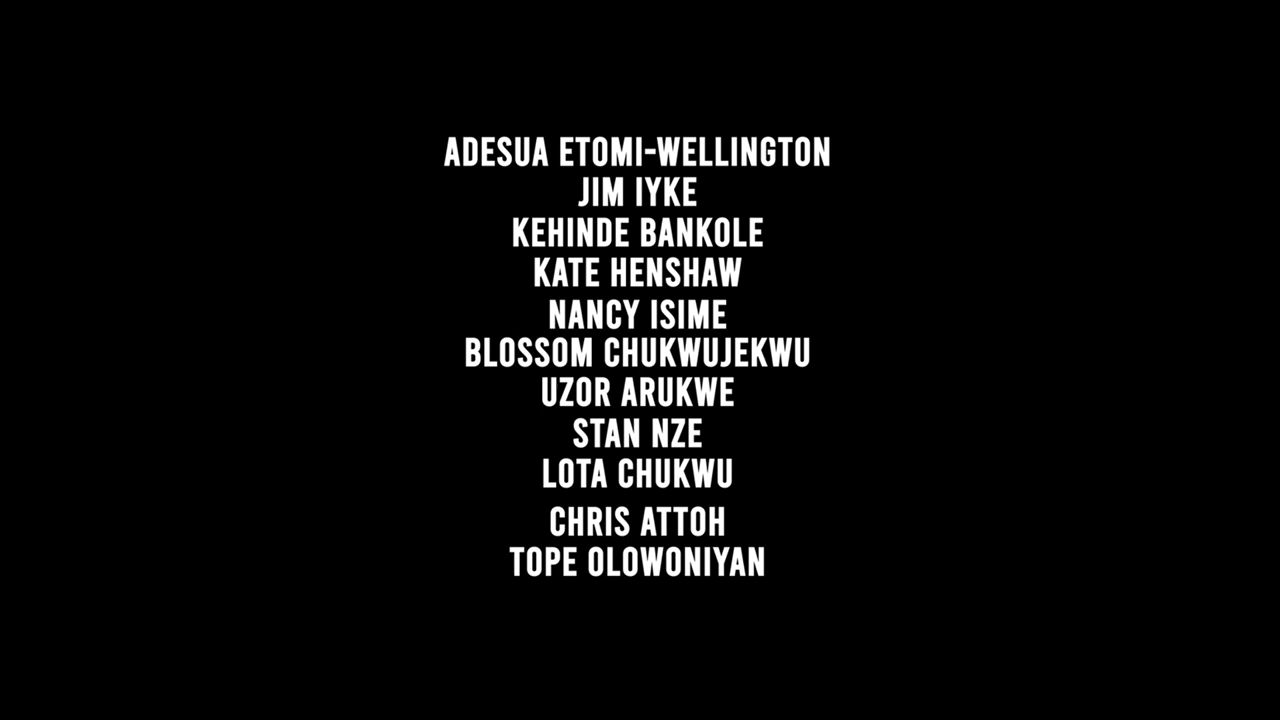 ADESUA ETOMI-WELLINGTON
JIM IYKE
KEHINDE BANKOLE
KATE HENSHAW
NANCY ISIME
BLOSSOM CHUKWUJEKWU
UZOR ARUKWE
STAN NZE
LOTA CHUKWU
CHRIS ATTOH
TOPE OLOWONIYAN